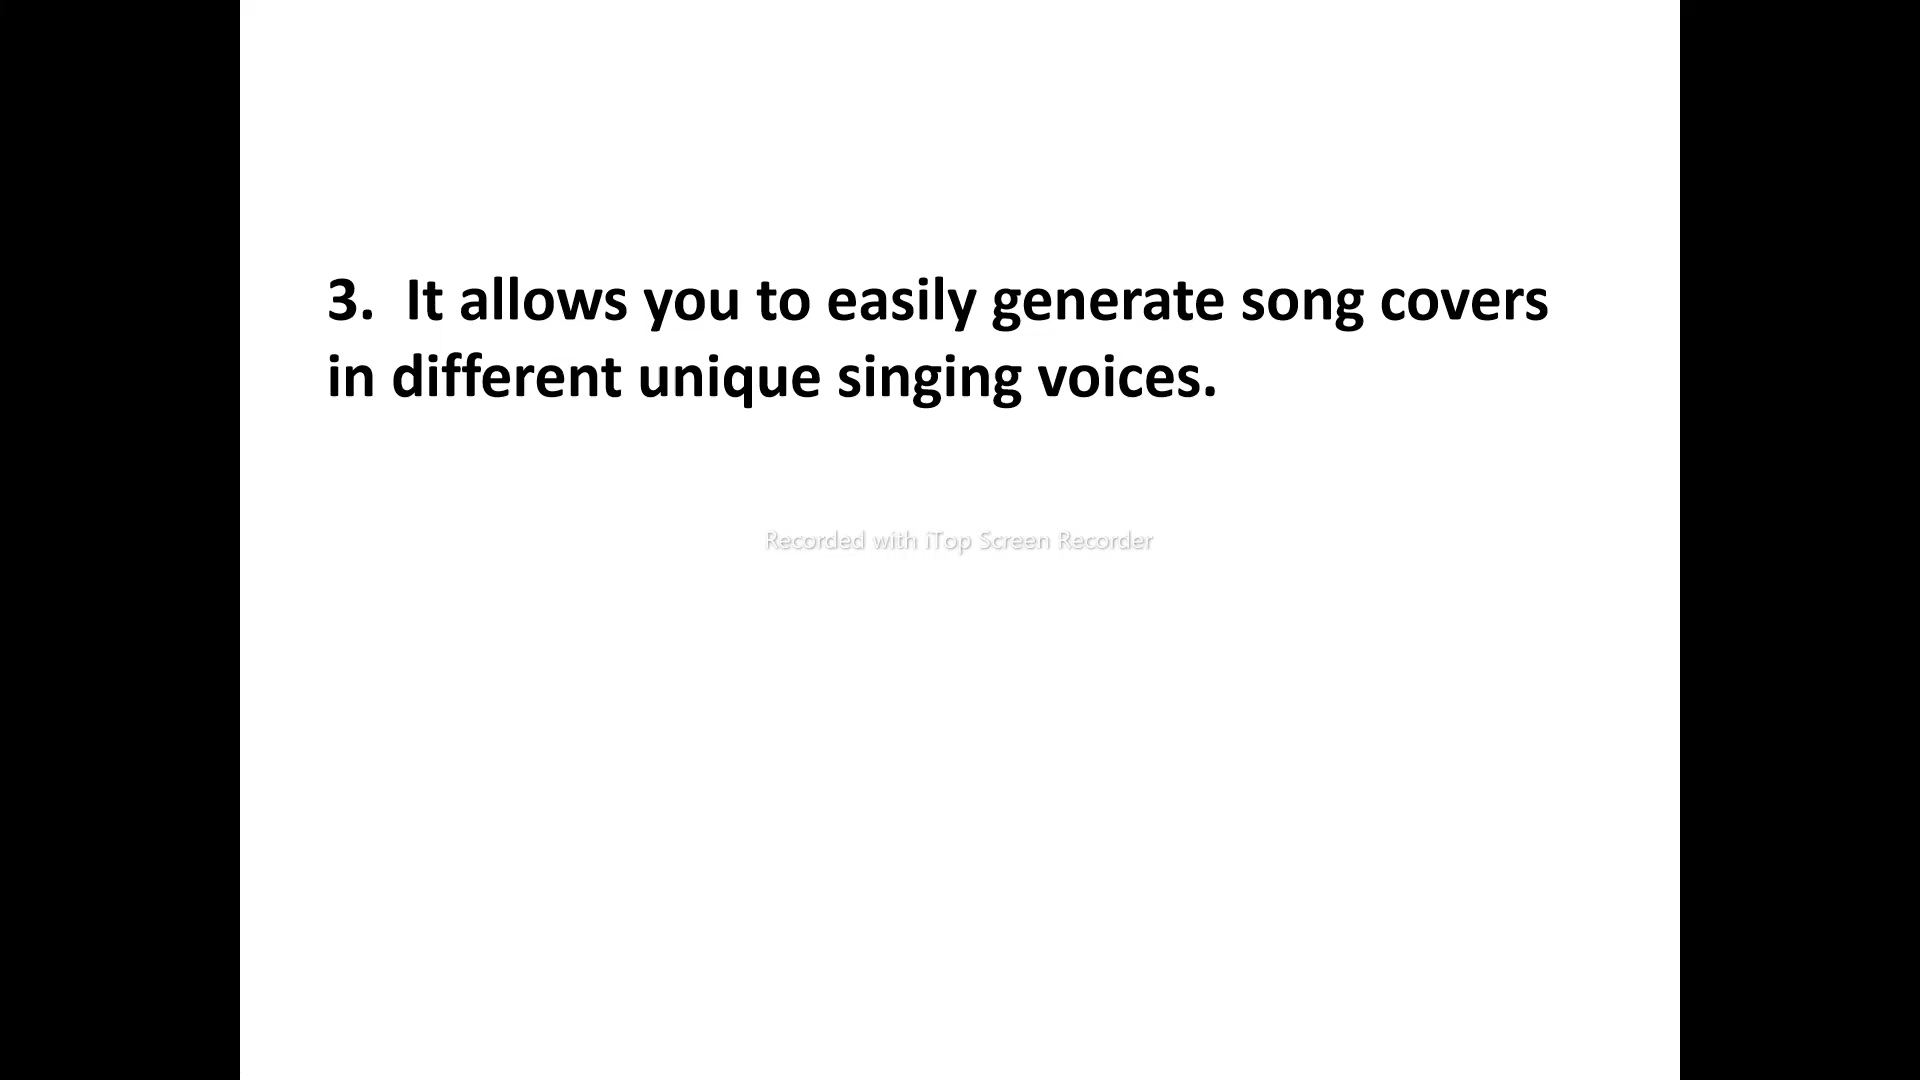 3.  It allows you to easily generate song covers
in different unique singing voices.
Recorded with iTop Screen Recorder